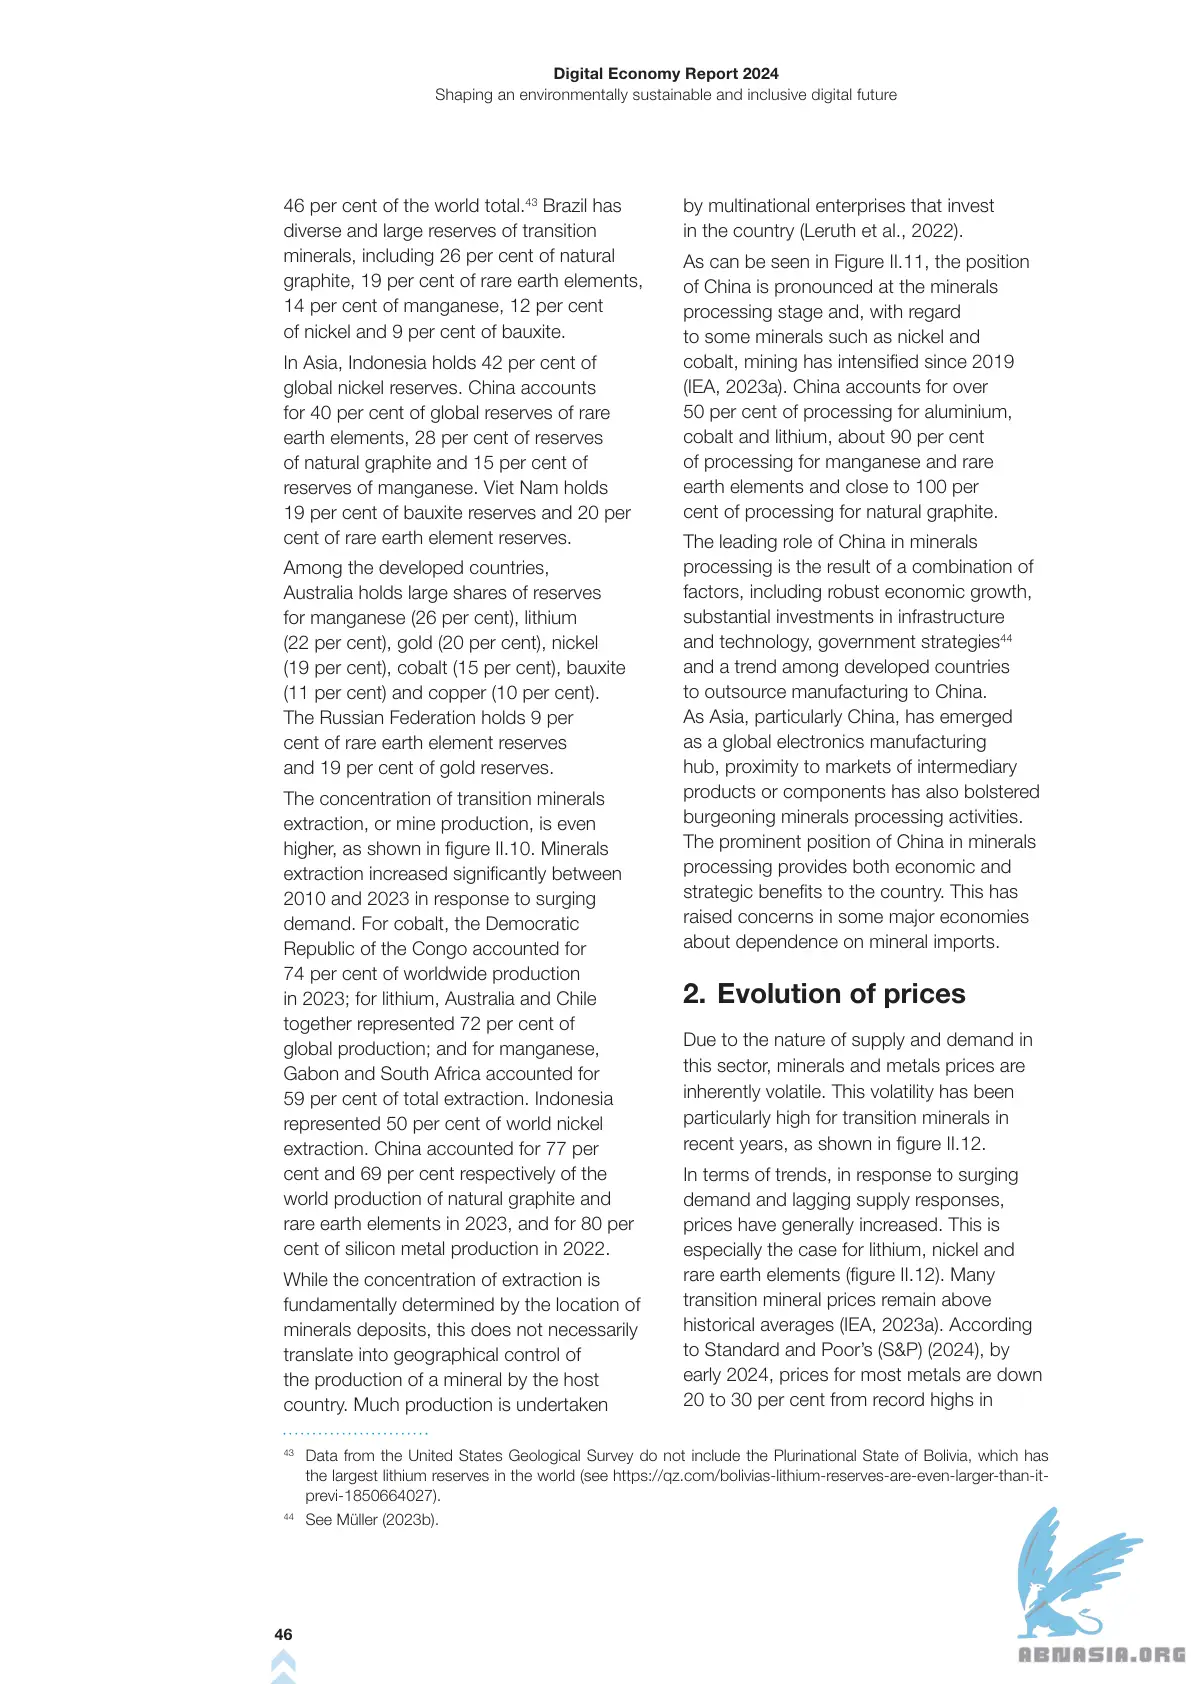 Digital Economy Report 2024
Shaping an environmentally sustainable and inclusive digital future
46 per cent of the world total.43 Brazil has
diverse and large reserves of transition
minerals, including 26 per cent of natural
graphite, 19 per cent of rare earth elements,
14 per cent of manganese, 12 per cent
of nickel and 9 per cent of bauxite.
In Asia, Indonesia holds 42 per cent of
global nickel reserves. China accounts
for 40 per cent of global reserves of rare
earth elements, 28 per cent of reserves
of natural graphite and 15 per cent of
reserves of manganese. Viet Nam holds
19 per cent of bauxite reserves and 20 per
cent of rare earth element reserves.
Among the developed countries,
Australia holds large shares of reserves
for manganese (26 per cent), lithium
(22 per cent), gold (20 per cent), nickel
(19 per cent), cobalt (15 per cent), bauxite
(11 per cent) and copper (10 per cent).
The Russian Federation holds 9 per
cent of rare earth element reserves
and 19 per cent of gold reserves.
The concentration of transition minerals
extraction, or mine production, is even
higher, as shown in figure II.10. Minerals
extraction increased significantly between
2010 and 2023 in response to surging
demand. For cobalt, the Democratic
Republic of the Congo accounted for
74 per cent of worldwide production
in 2023; for lithium, Australia and Chile
together represented 72 per cent of
global production; and for manganese,
Gabon and South Africa accounted for
59 per cent of total extraction. Indonesia
represented 50 per cent of world nickel
extraction. China accounted for 77 per
cent and 69 per cent respectively of the
world production of natural graphite and
rare earth elements in 2023, and for 80 per
cent of silicon metal production in 2022.
While the concentration of extraction is
fundamentally determined by the location of
minerals deposits, this does not necessarily
translate into geographical control of
the production of a mineral by the host
country. Much production is undertaken
by multinational enterprises that invest
in the country (Leruth et al., 2022).
As can be seen in Figure II.11, the position
of China is pronounced at the minerals
processing stage and, with regard
to some minerals such as nickel and
cobalt, mining has intensified since 2019
(IEA, 2023a). China accounts for over
50 per cent of processing for aluminium,
cobalt and lithium, about 90 per cent
of processing for manganese and rare
earth elements and close to 100 per
cent of processing for natural graphite.
The leading role of China in minerals
processing is the result of a combination of
factors, including robust economic growth,
substantial investments in infrastructure
and technology, government strategies44
and a trend among developed countries
to outsource manufacturing to China.
As Asia, particularly China, has emerged
as a global electronics manufacturing
hub, proximity to markets of intermediary
products or components has also bolstered
burgeoning minerals processing activities.
The prominent position of China in minerals
processing provides both economic and
strategic benefits to the country. This has
raised concerns in some major economies
about dependence on mineral imports.
2. Evolution of prices
Due to the nature of supply and demand in
this sector, minerals and metals prices are
inherently volatile. This volatility has been
particularly high for transition minerals in
recent years, as shown in figure II.12.
In terms of trends, in response to surging
demand and lagging supply responses,
prices have generally increased. This is
especially the case for lithium, nickel and
rare earth elements (figure II.12). Many
transition mineral prices remain above
historical averages (IEA, 2023a). According
to Standard and Poor’s (S&P) (2024), by
early 2024, prices for most metals are down
20 to 30 per cent from record highs in
43 Data from the United States Geological Survey do not include the Plurinational State of Bolivia, which has
the largest lithium reserves in the world (see https://qz.com/bolivias-lithium-reserves-are-even-larger-than-it-
previ-1850664027).
44 See Müller (2023b).
46
ABNASIA.ORG